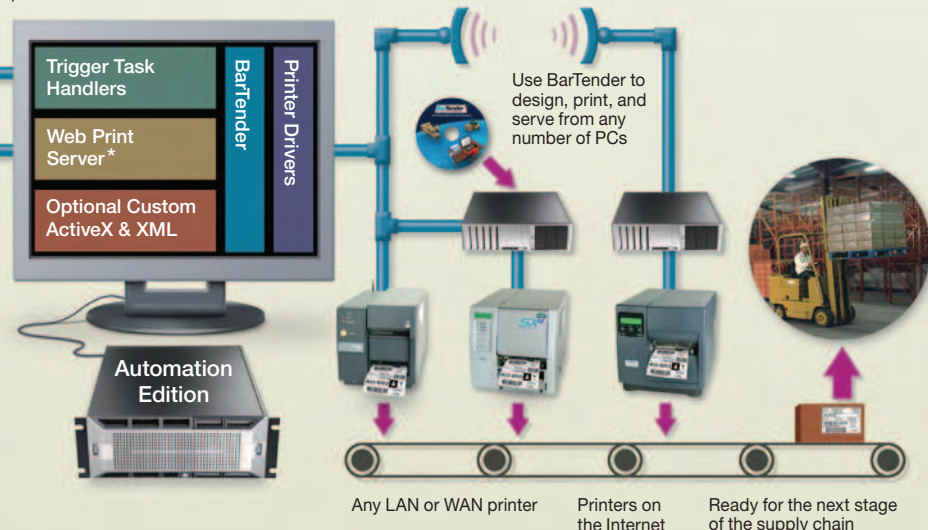 Trigger Task
Handlers
Web Print
Server*
Optional Custom
ActiveX & XML
BarTender
Printer Drivers
Use BarTender to
design, print, and
serve from any
number of PCs
Automation
Edition
Any LAN or WAN printer
Printers on
the Internet
Ready for the next stage
of the supply chain